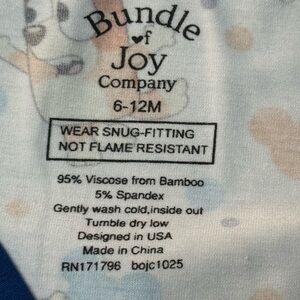 Bundle
of
Joy
Company
6-12M
WEAR SNUG-FITTING
NOT FLAME RESISTANT
95% Viscose from Bamboo
5% Spandex
Gently wash cold,inside out
Tumble dry low
Designed in USA
Made in China
RN171796 bojc1025